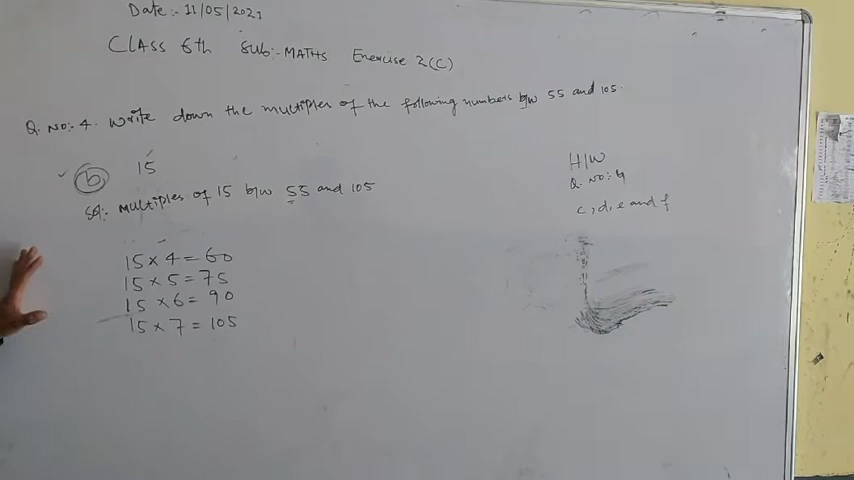 Date:- 11/05/2021
CLASS 6th Sub:- MATHS Exercise 2(C)
Q. NO:- 4. Write down the multiples of the following numbers b/w 55 and 105.
(b) 15
Sol:- Multiples of 15 b/w 55 and 105
15 × 4 = 60
15 × 5 = 75
15 × 6 = 90
15 × 7 = 105
H/W
Q. NO:- 4
c, d, e and f